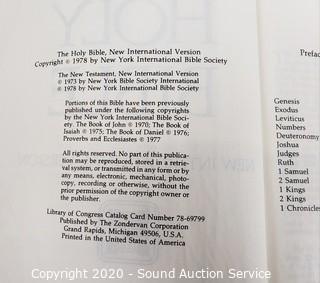 The Holy Bible, New International Version
Copyright © 1978 by New York International Bible Society
The New Testament, New International Version
© 1973 by New York International Bible Society
© 1978 by New York International Bible Society
Portions of this Bible have been previously
published under the following copyrights
by the New York International Bible Soci-
ety. The Book of John © 1970; The Book of
Isaiah © 1975; The Book of Daniel © 1976;
Proverbs and Ecclesiastes ©1977
All rights reserved. No part of this publica-
tion may be reproduced, stored in a retrie-
val system, or transmitted in any form or by
any means, electronic, mechanical, photo-
copy, recording or otherwise, without the
prior permission of the copyright owner or
the publisher.
Library of Congress Catalog Card Number 78-69799
Published by The Zondervan Corporation
Grand Rapids, Michigan 49506, U.S.A.
Printed in the United States of America
Preface
Genesis
Exodus
Leviticus
Numbers
Deuteronomy
Joshua
Judges
Ruth
1 Samuel
2 Samuel
1 Kings
2 Kings
1 Chronicles
Copyright 2020 - Sound Auction Service